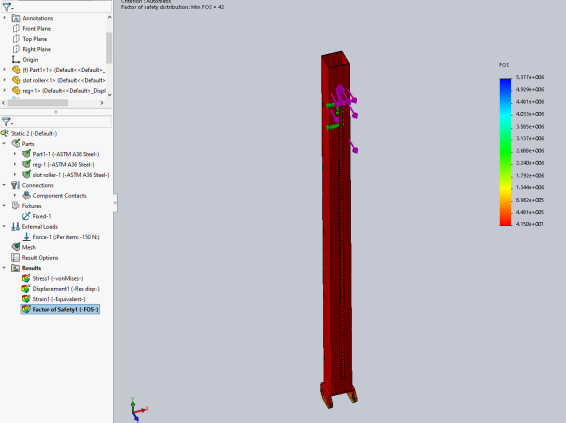 Criterion : Automatic
Factor of safety distribution: Min FOS = 42
Annotations
Front Plane
Top Plane
Right Plane
Origin
(f) Part1<1> (Default<<Default>_
slot roller<1> (Default<<Default>_
reg<1> (Default<<Default>_Displ
Static 2 (-Default-)
Parts
Part1-1 (-ASTM A36 Steel-)
reg-1 (-ASTM A36 Steel-)
slot roller-1 (-ASTM A36 Steel-)
Connections
Component Contacts
Fixtures
Fixed-1
External Loads
Force-1 (:Per item: -150 N:)
Mesh
Result Options
Results
Stress1 (-vonMises-)
Displacement1 (-Res disp-)
Strain1 (-Equivalent-)
Factor of Safety1 (-FOS-)
FOS
5.377e+006
4.929e+006
4.481e+006
4.033e+006
3.585e+006
3.137e+006
2.688e+006
2.240e+006
1.792e+006
1.344e+006
8.962e+005
4.481e+005
4.150e+001